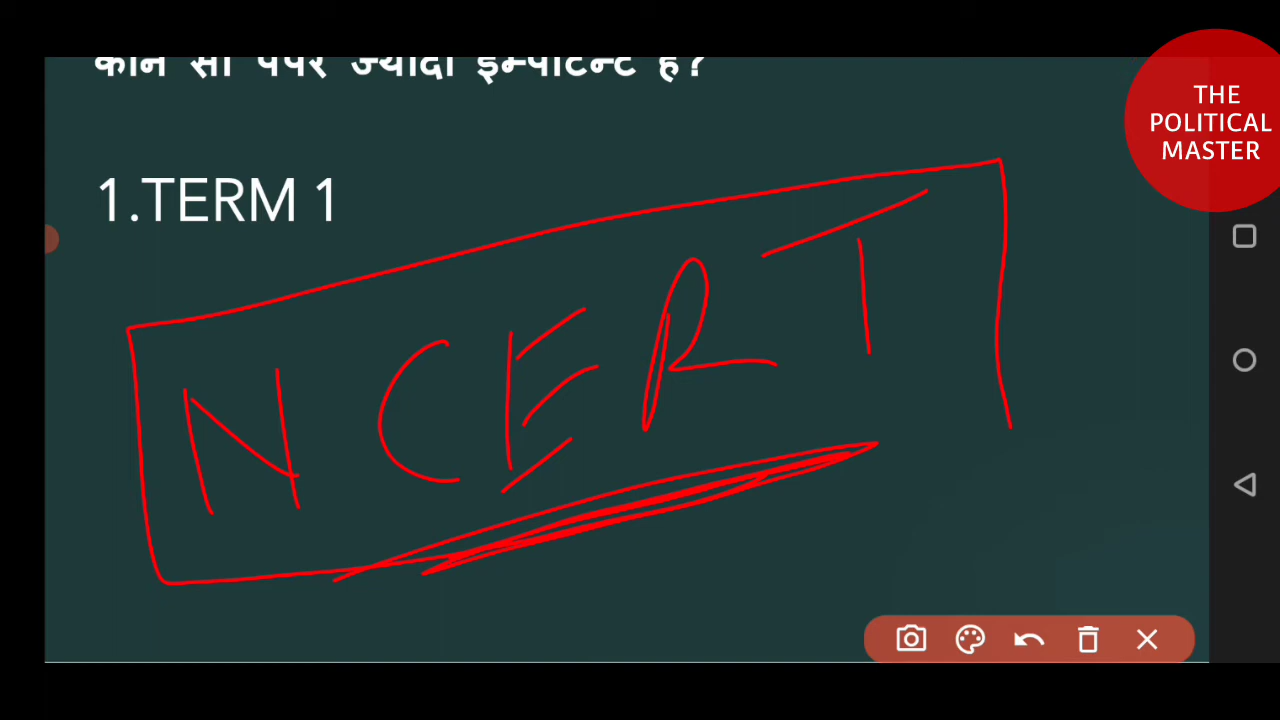 कौन सा पेपर ज्यादा इम्पोर्टेन्ट है?
THE
POLITICAL
MASTER
1.TERM 1
NCERT